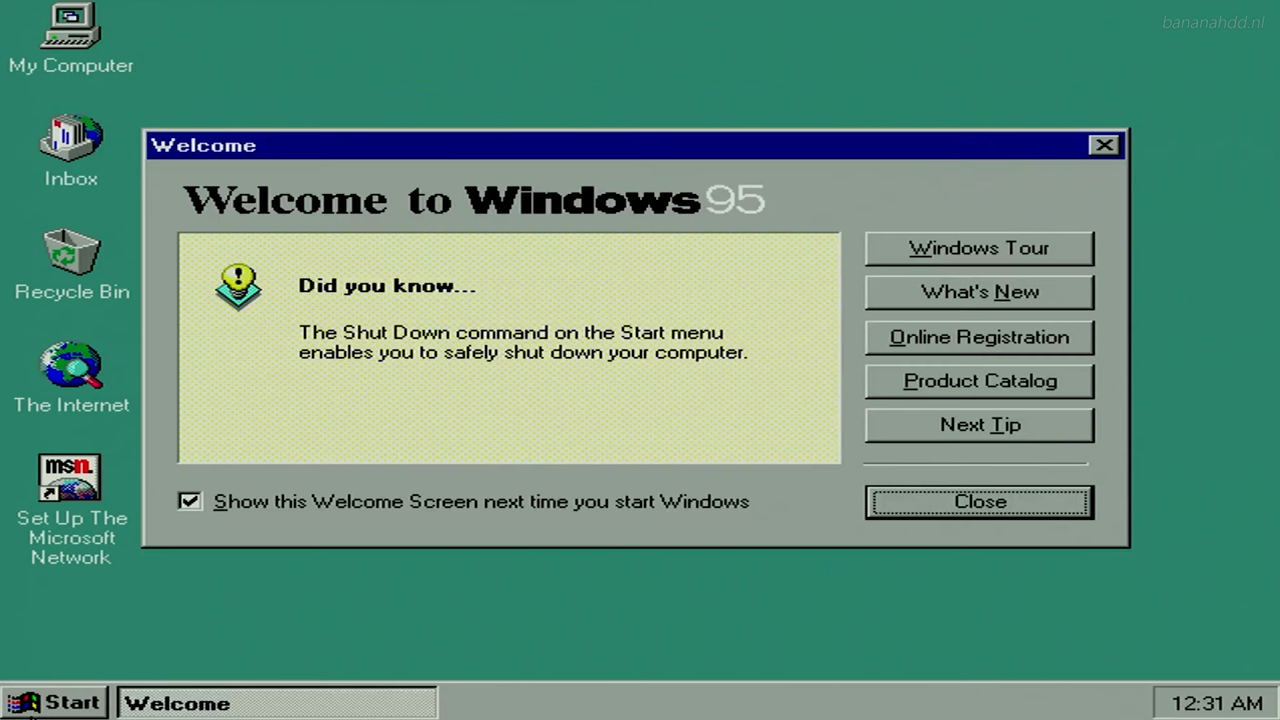 bananahdd.nl
My Computer
Inbox
Recycle Bin
The Internet
msn.
Set Up The
Microsoft
Network
Welcome
Welcome to Windows 95
Did you know...
The Shut Down command on the Start menu
enables you to safely shut down your computer.
Windows Tour
What's New
Online Registration
Product Catalog
Next Tip
Show this Welcome Screen next time you start Windows
Close
Start
Welcome
12:31 AM